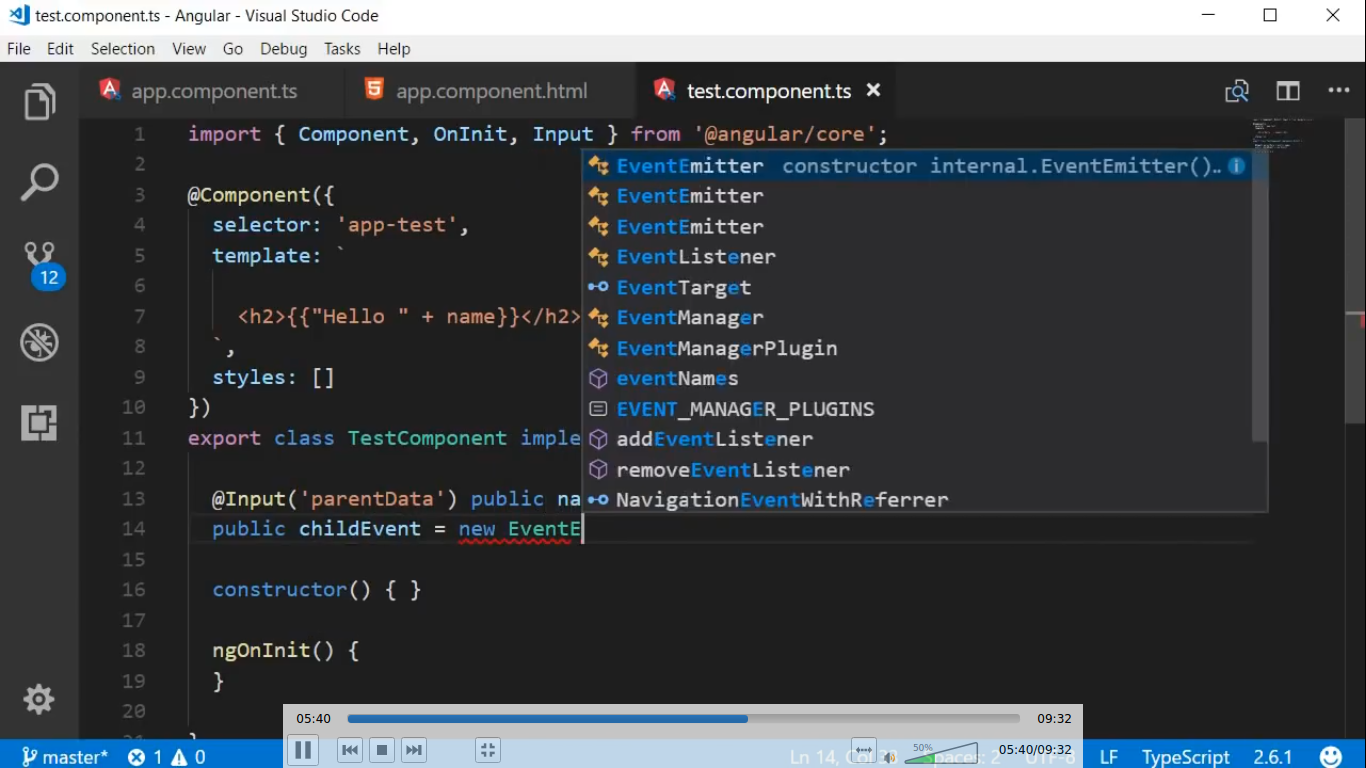 test.component.ts - Angular - Visual Studio Code
File Edit Selection View Go Debug Tasks Help
app.component.ts app.component.html test.component.ts
1 import { Component, OnInit, Input } from '@angular/core';
2 EventEmitter constructor internal.EventEmitter()…
3 @Component({ EventEmitter
4 selector: 'app-test', EventEmitter
5 template: ` EventListener
6 EventTarget
7 <h2>{{"Hello " + name}}</h2> EventManager
8 `, EventManagerPlugin
9 styles: [] eventNames
10 }) EVENT_MANAGER_PLUGINS
11 export class TestComponent imple addEventListener
12 removeEventListener
13 @Input('parentData') public na NavigationEventWithReferrer
14 public childEvent = new EventE
15
16 constructor() { }
17
18 ngOnInit() {
19 }
20
05:40 09:32
50% 05:40/09:32
12
master* 1 0 Ln 14, Col Spaces: 2 UTF-8 LF TypeScript 2.6.1